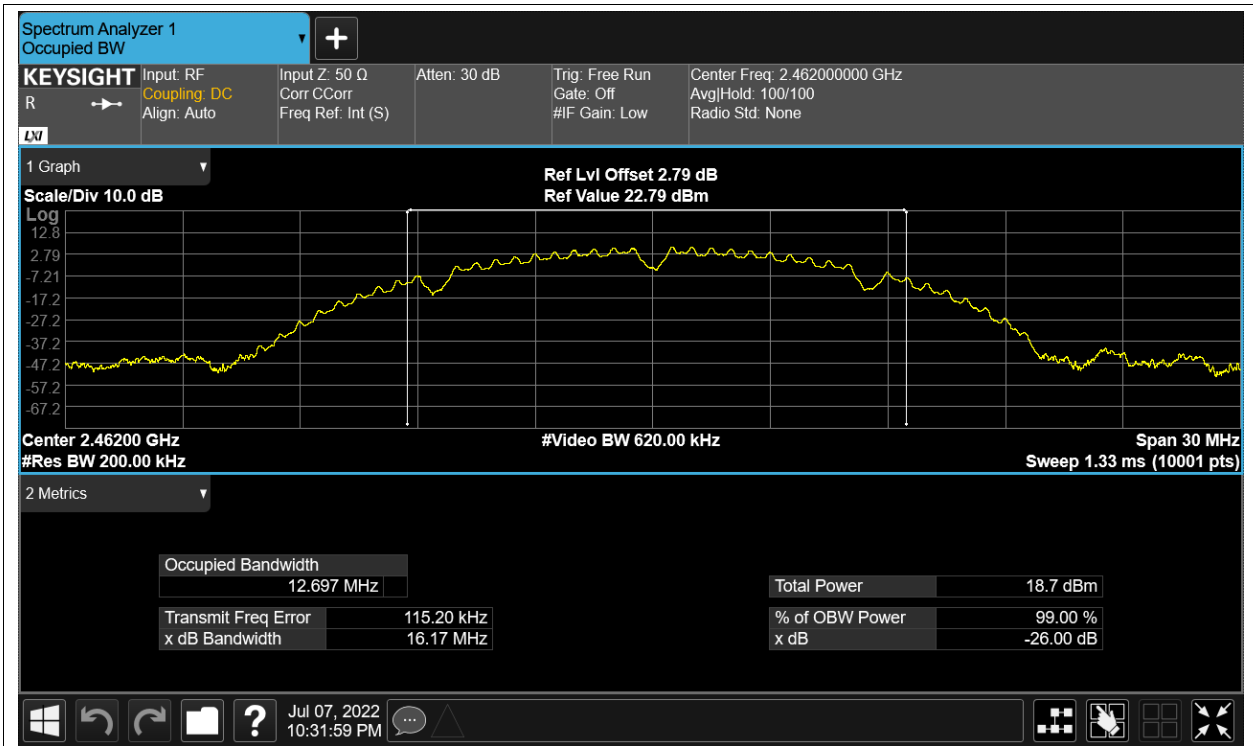 Spectrum Analyzer 1
Occupied BW
KEYSIGHT
R
LXI
Input: RF
Coupling: DC
Align: Auto
Input Z: 50 Ω
Corr CCorr
Freq Ref: Int (S)
Atten: 30 dB
Trig: Free Run
Gate: Off
#IF Gain: Low
Center Freq: 2.462000000 GHz
Avg|Hold: 100/100
Radio Std: None
1 Graph
Scale/Div 10.0 dB
Ref Lvl Offset 2.79 dB
Ref Value 22.79 dBm
Log
12.8
2.79
-7.21
-17.2
-27.2
-37.2
-47.2
-57.2
-67.2
Center 2.46200 GHz
#Res BW 200.00 kHz
#Video BW 620.00 kHz
Span 30 MHz
Sweep 1.33 ms (10001 pts)
2 Metrics
Occupied Bandwidth
12.697 MHz
Transmit Freq Error 115.20 kHz
x dB Bandwidth 16.17 MHz
Total Power 18.7 dBm
% of OBW Power 99.00 %
x dB -26.00 dB
?
Jul 07, 2022
10:31:59 PM